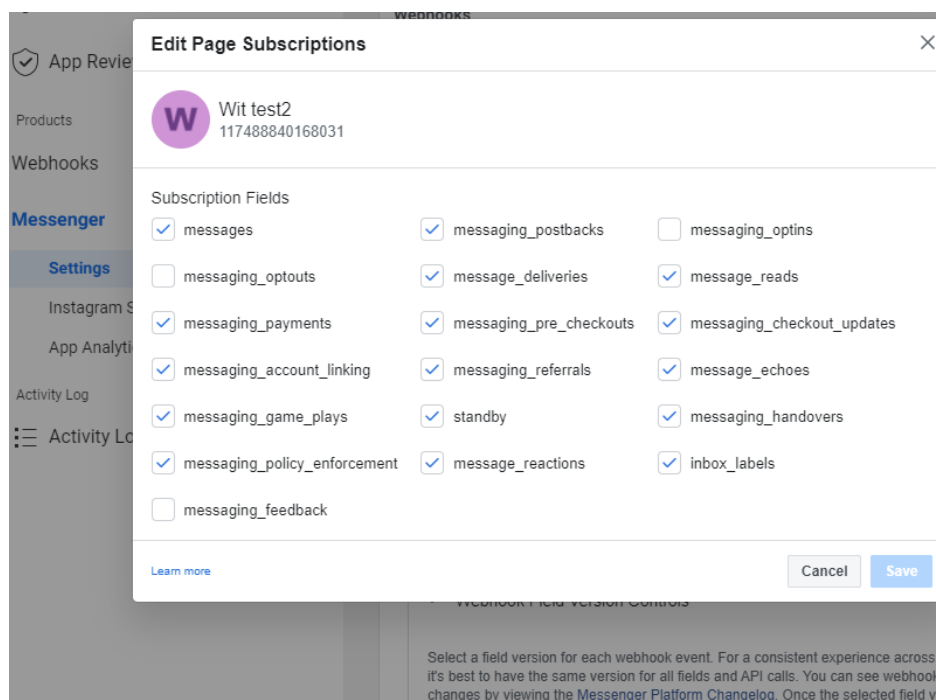 Webhooks
Edit Page Subscriptions
App Revie
W
Wit test2
117488840168031
Products
Webhooks
Messenger
Settings
Instagram S
App Analyti
Activity Log
Activity Lo
Subscription Fields
messages messaging_postbacks messaging_optins
messaging_optouts message_deliveries message_reads
messaging_payments messaging_pre_checkouts messaging_checkout_updates
messaging_account_linking messaging_referrals message_echoes
messaging_game_plays standby messaging_handovers
messaging_policy_enforcement message_reactions inbox_labels
messaging_feedback
Learn more Cancel Save
Webhook Field Version Controls
Select a field version for each webhook event. For a consistent experience across
it's best to have the same version for all fields and API calls. You can see webhook
changes by viewing the Messenger Platform Changelog. Once the selected field v